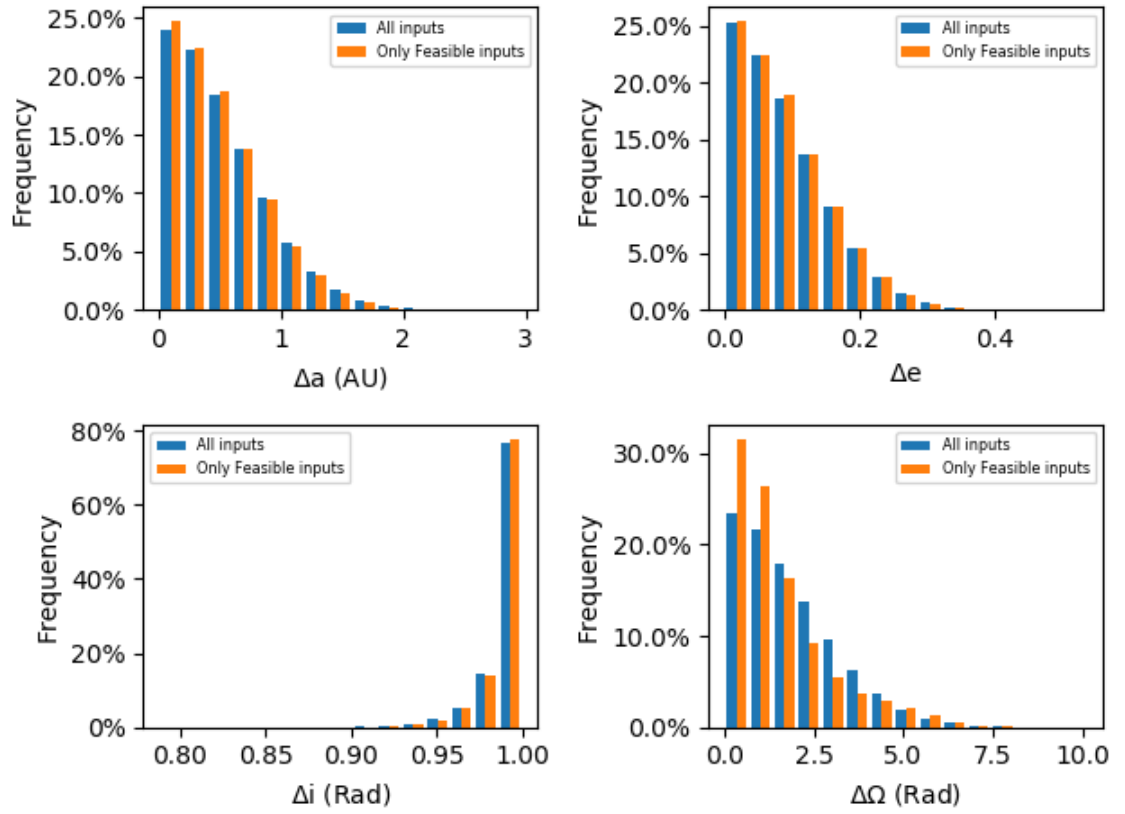 25.0%
20.0%
15.0%
10.0%
5.0%
0.0%
Frequency
All inputs
Only Feasible inputs
0
1
2
3
Δa (AU)
25.0%
20.0%
15.0%
10.0%
5.0%
0.0%
Frequency
All inputs
Only Feasible inputs
0.0
0.2
0.4
Δe
80%
60%
40%
20%
0%
Frequency
All inputs
Only Feasible inputs
0.80
0.85
0.90
0.95
1.00
Δi (Rad)
30.0%
20.0%
10.0%
0.0%
Frequency
All inputs
Only Feasible inputs
0.0
2.5
5.0
7.5
10.0
ΔΩ (Rad)